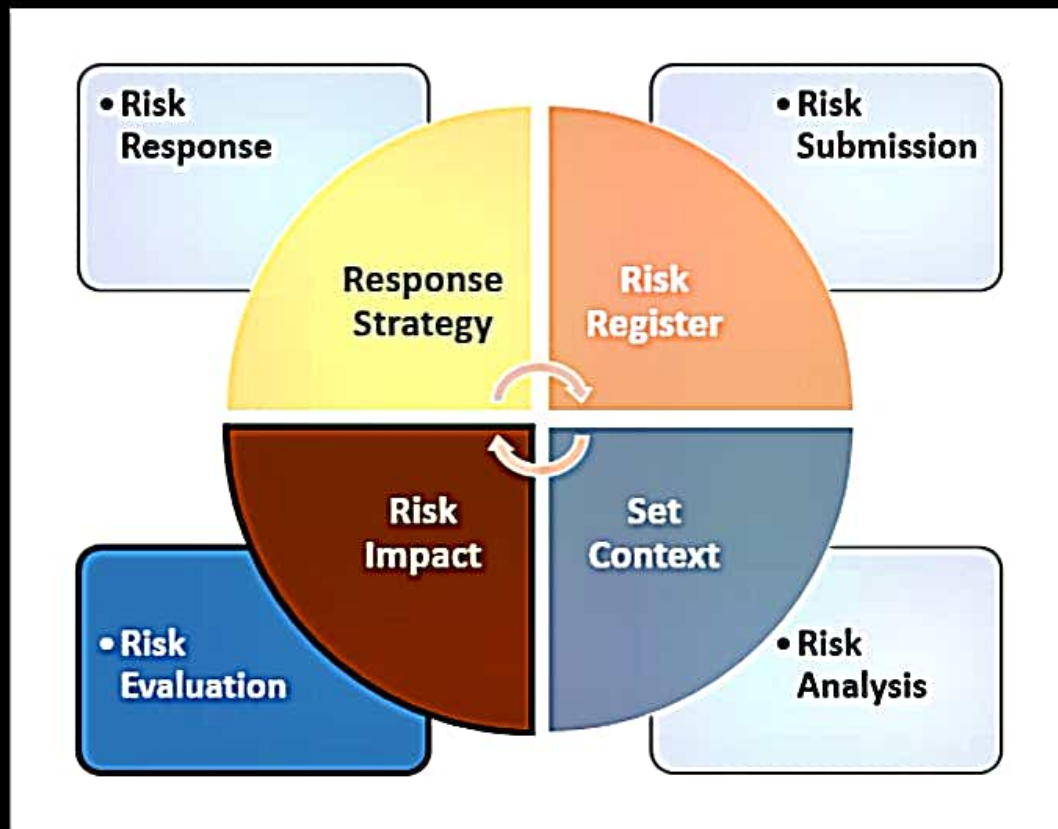 • Risk
Response
• Risk
Submission
Response
Strategy
Risk
Register
Risk
Impact
Set
Context
• Risk
Evaluation
• Risk
Analysis